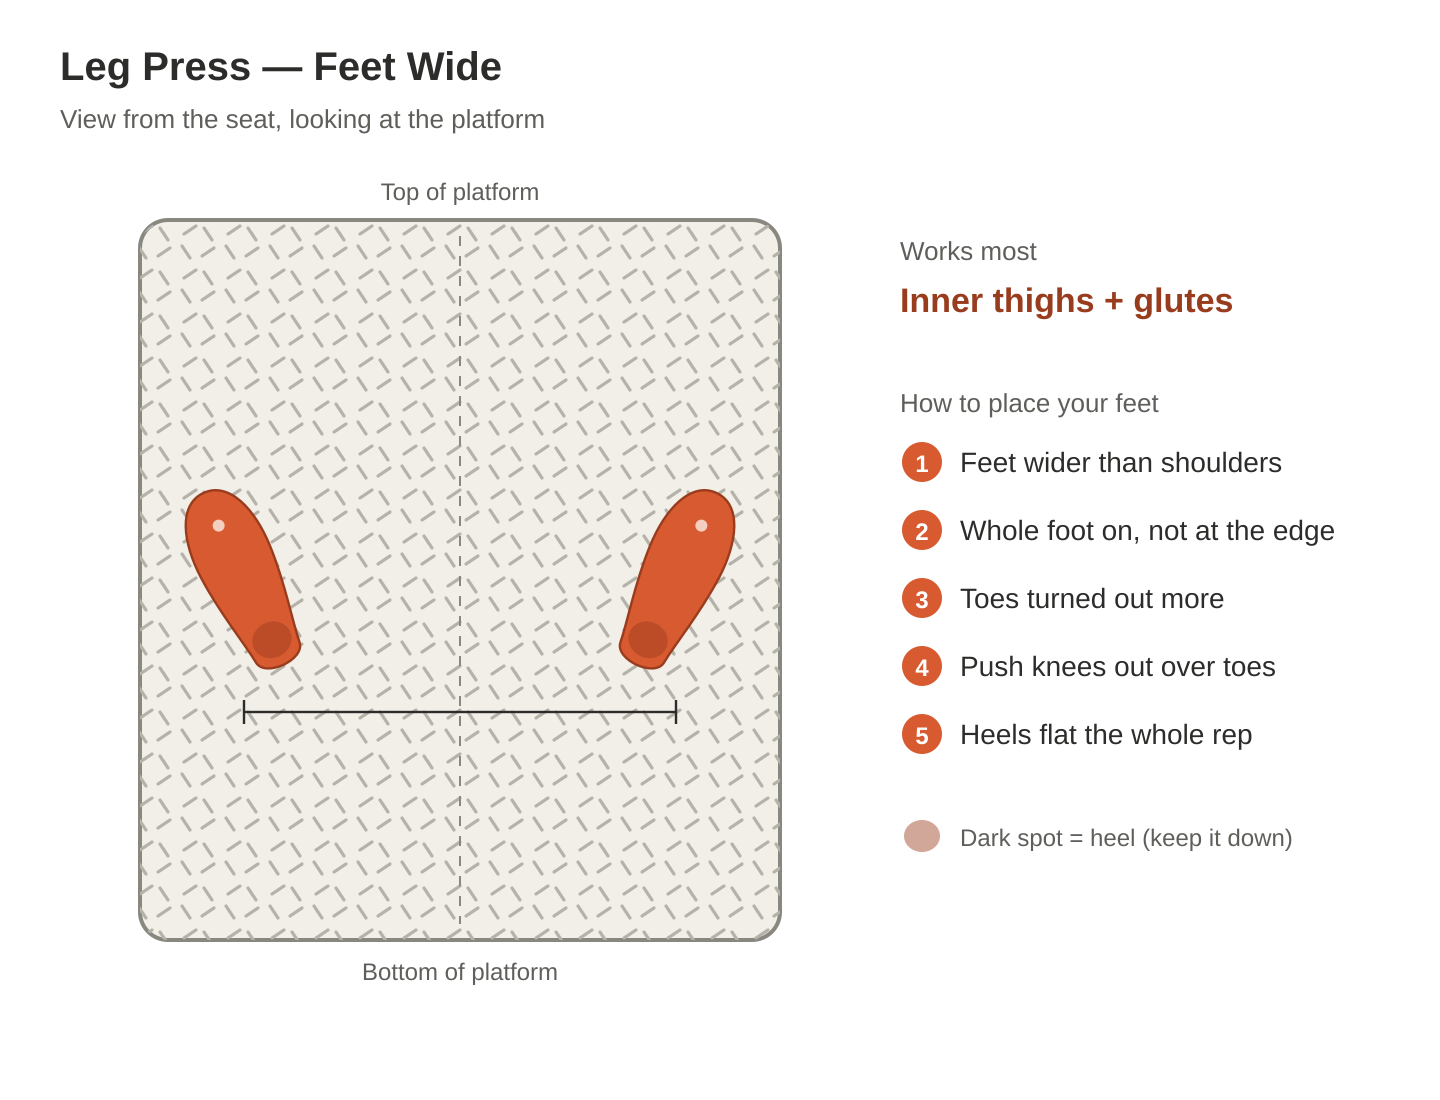 Leg Press — Feet Wide
View from the seat, looking at the platform
Top of platform
Bottom of platform
Works most
Inner thighs + glutes
How to place your feet
1 Feet wider than shoulders
2 Whole foot on, not at the edge
3 Toes turned out more
4 Push knees out over toes
5 Heels flat the whole rep
Dark spot = heel (keep it down)